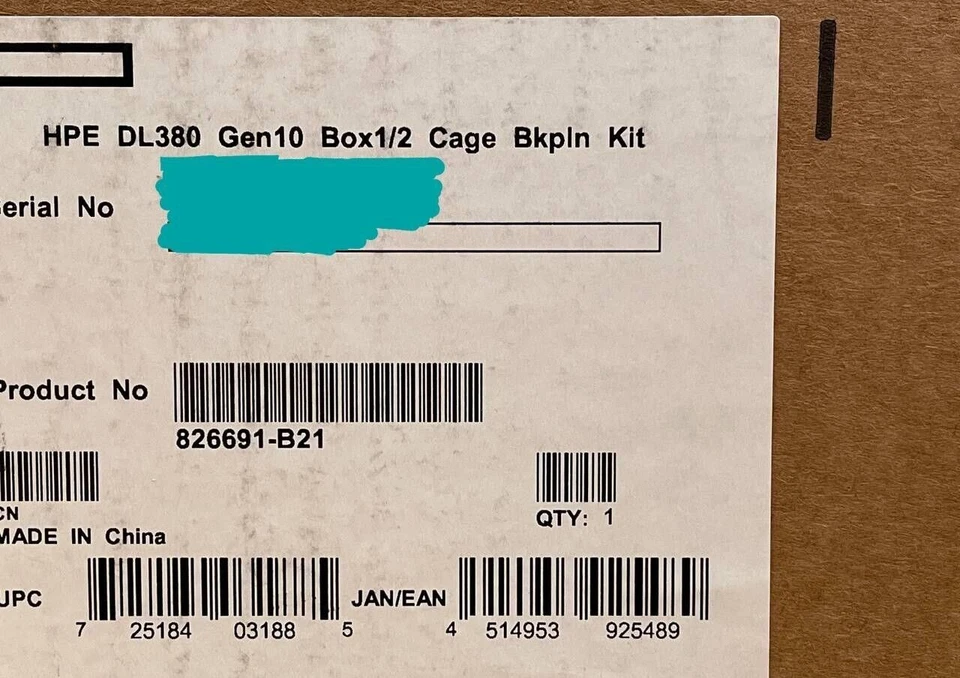 HPE DL380 Gen10 Box1/2 Cage Bkpln Kit
erial No
Product No
826691-B21
CN
MADE IN China
QTY: 1
UPC
7 25184 03188 5
JAN/EAN
4 514953 925489